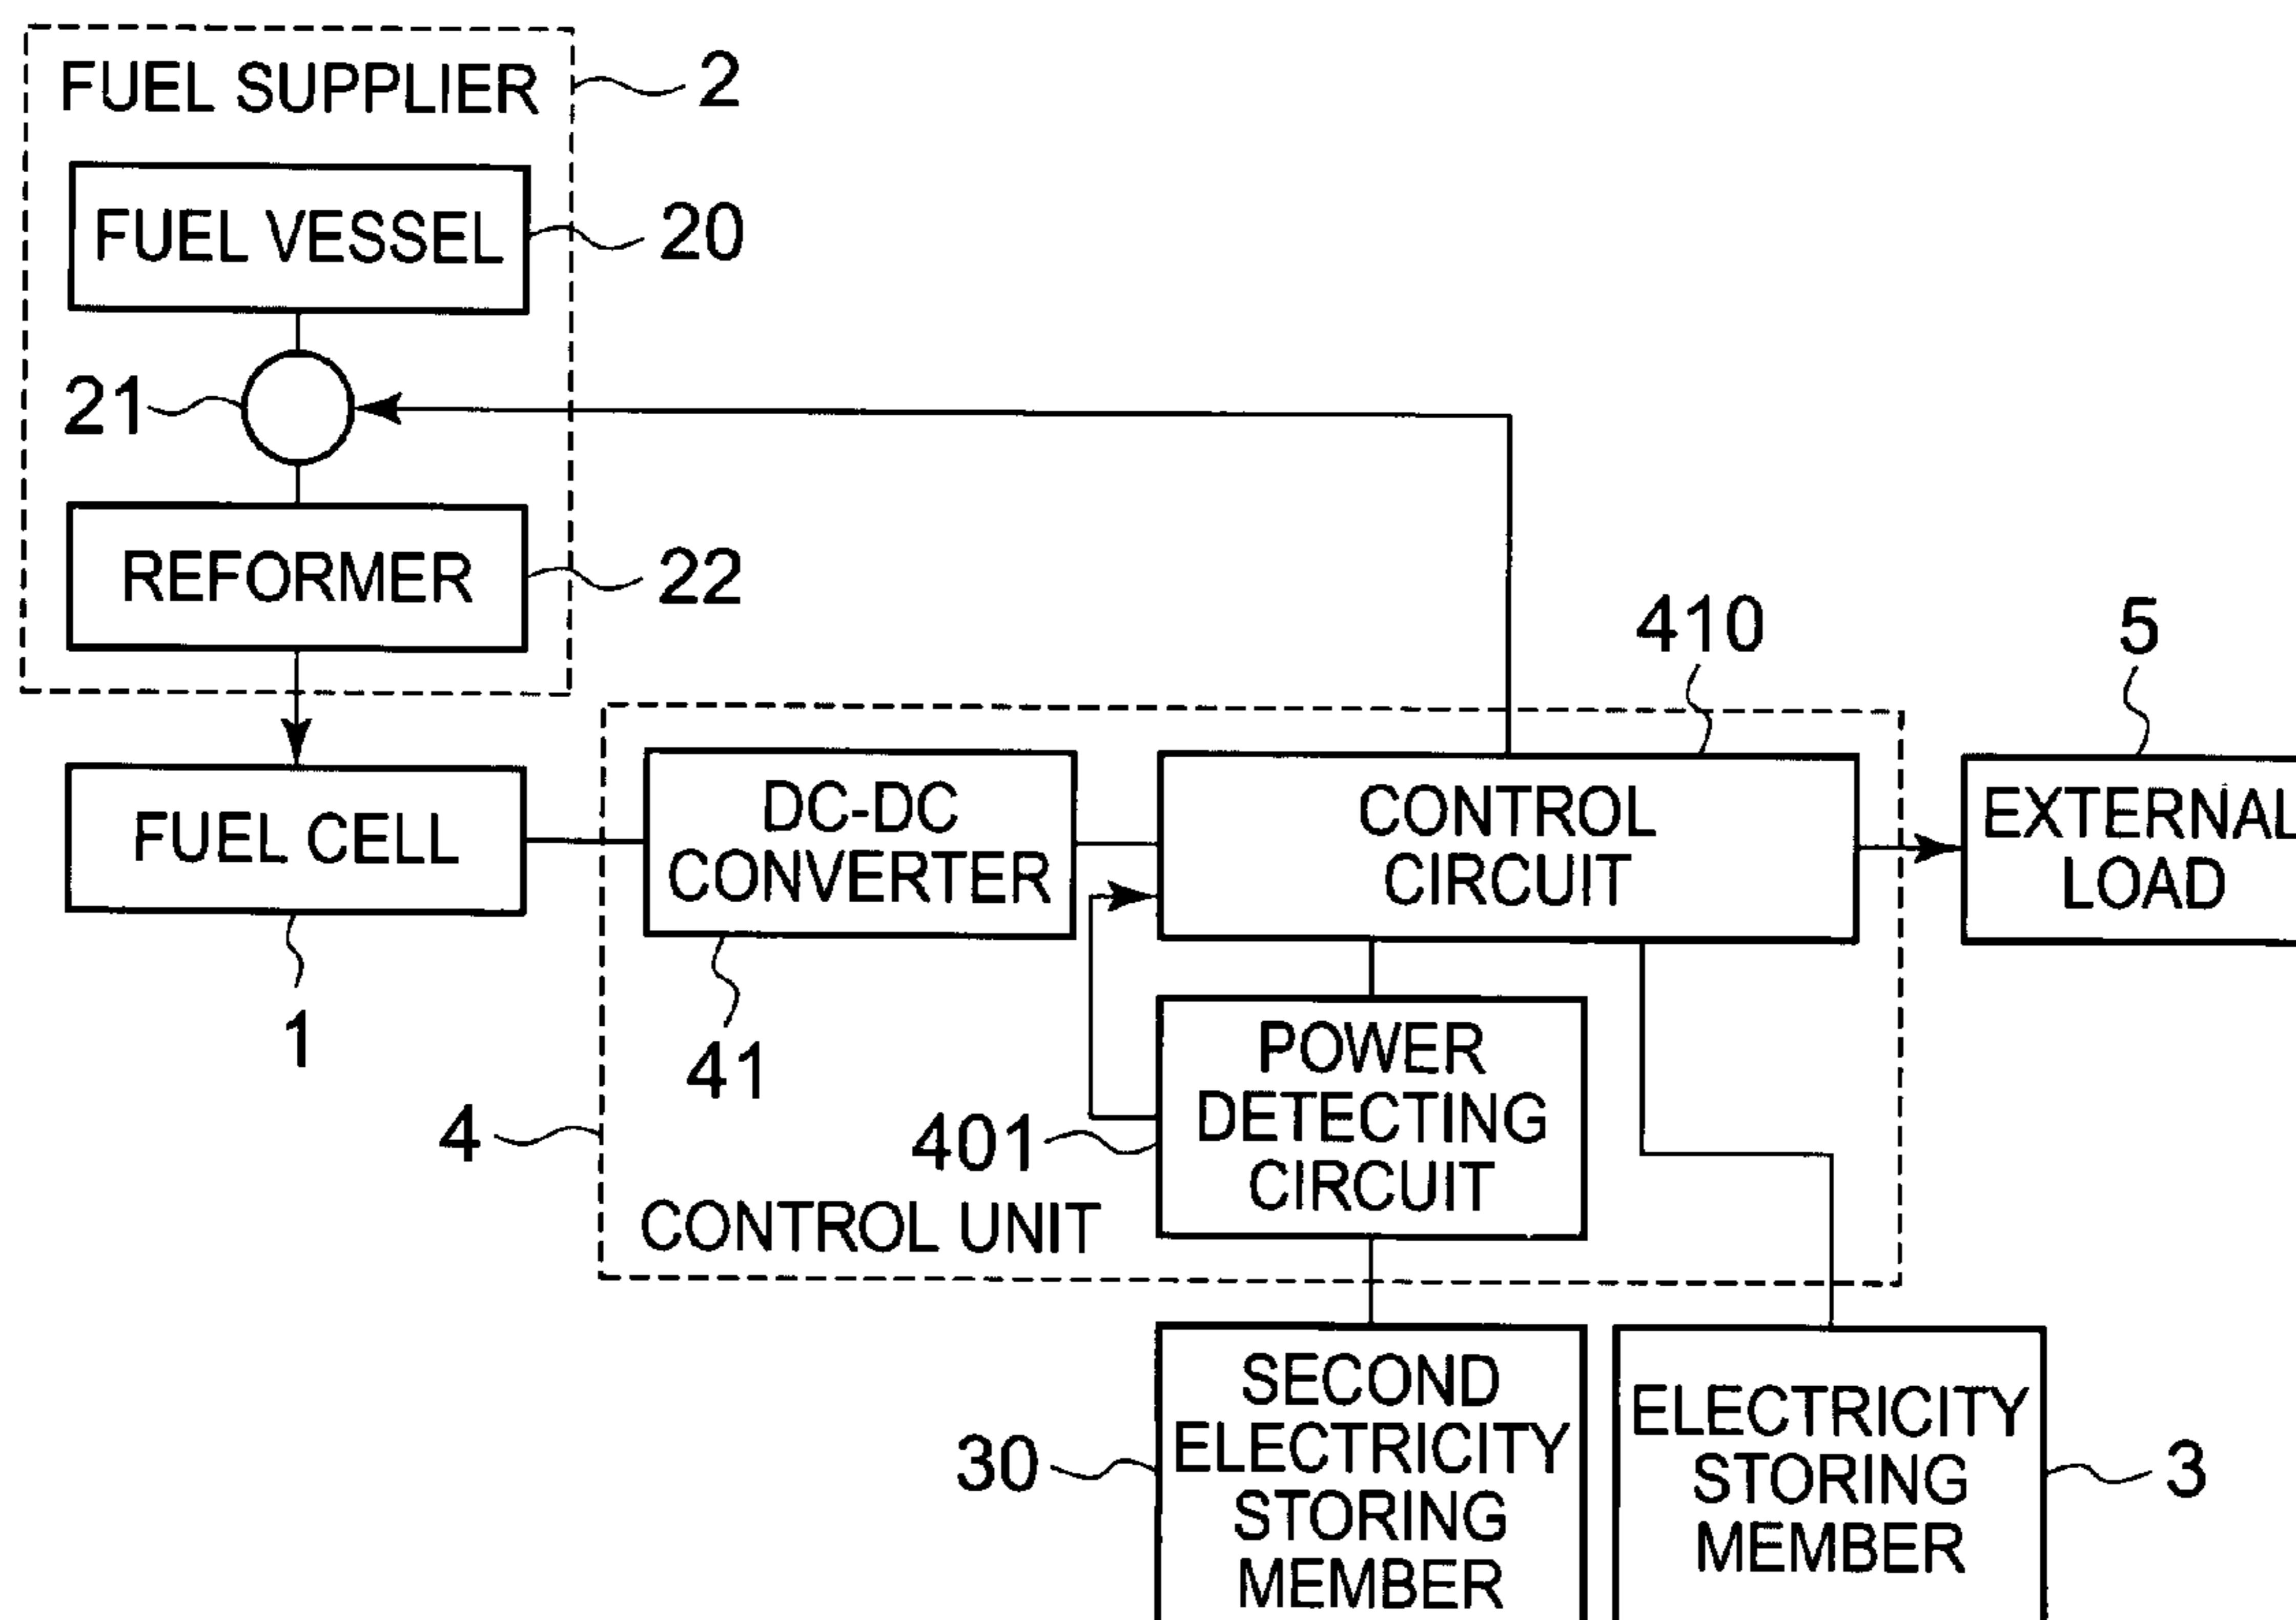 FUEL SUPPLIER
2
FUEL VESSEL
20
21
REFORMER
22
410
5
FUEL CELL
DC-DC
CONVERTER
CONTROL
CIRCUIT
EXTERNAL
LOAD
1
41
POWER
DETECTING
CIRCUIT
4
401
CONTROL UNIT
SECOND
ELECTRICITY
STORING
MEMBER
30
ELECTRICITY
STORING
MEMBER
3